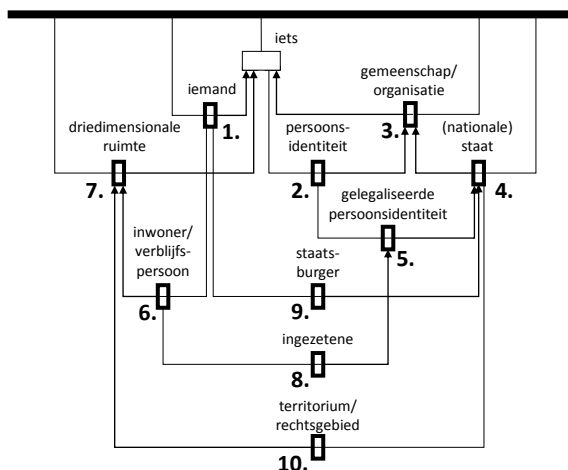 iets
iemand
1.
gemeenschap/
organisatie
3.
driedimensionale
ruimte
7.
persoons-
identiteit
2.
(nationale)
staat
4.
gelegaliseerde
persoonsidentiteit
5.
inwoner/
verblijfs-
persoon
6.
staats-
burger
9.
ingezetene
8.
territorium/
rechtsgebied
10.